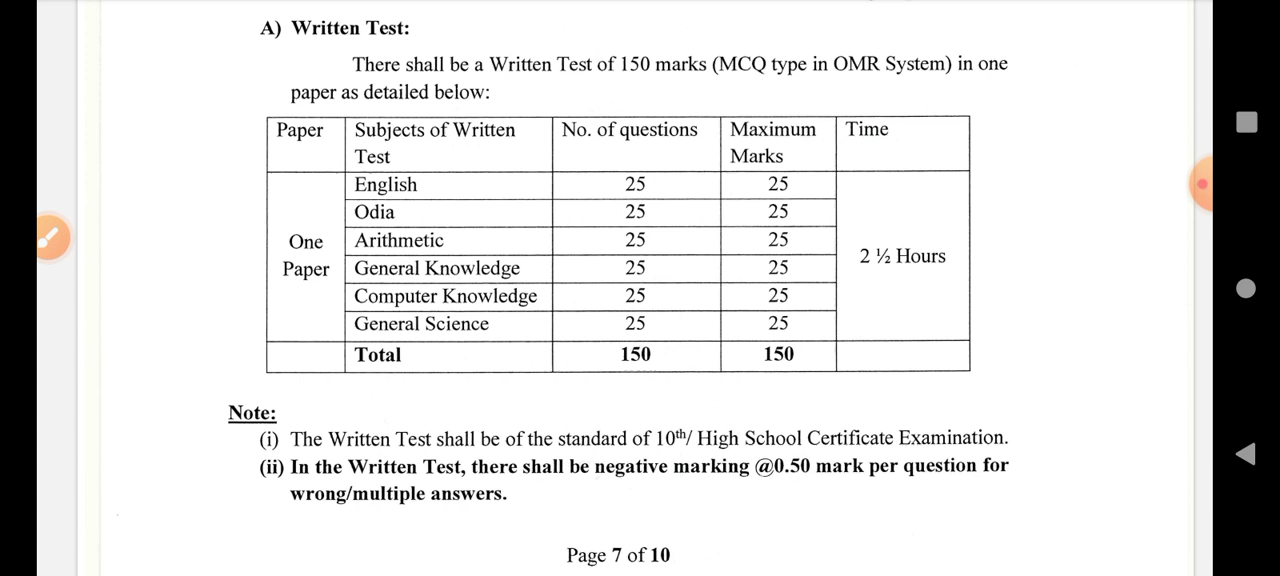 A) Written Test:
There shall be a Written Test of 150 marks (MCQ type in OMR System) in one
paper as detailed below:
Paper Subjects of Written Test No. of questions Maximum Marks Time
One Paper
English 25 25
Odia 25 25
Arithmetic 25 25
General Knowledge 25 25
Computer Knowledge 25 25
General Science 25 25
2 ½ Hours
Total 150 150
Note:
(i) The Written Test shall be of the standard of 10th/ High School Certificate Examination.
(ii) In the Written Test, there shall be negative marking @0.50 mark per question for
wrong/multiple answers.
Page 7 of 10